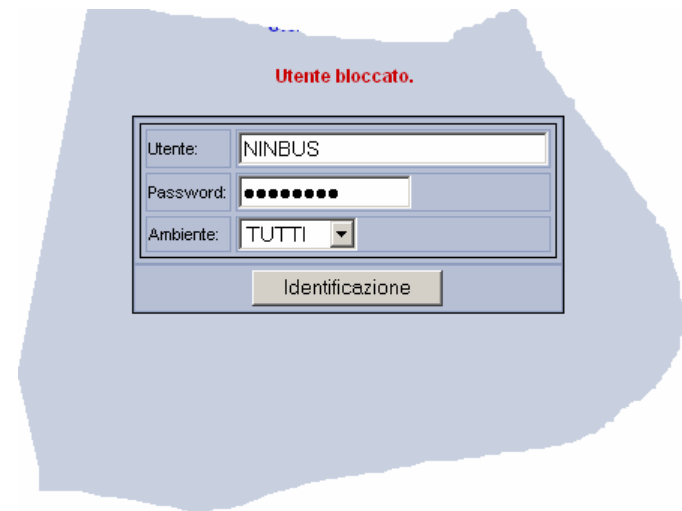 Utente bloccato.
Utente: NINBUS
Password: ●●●●●●●●
Ambiente: TUTTI
Identificazione